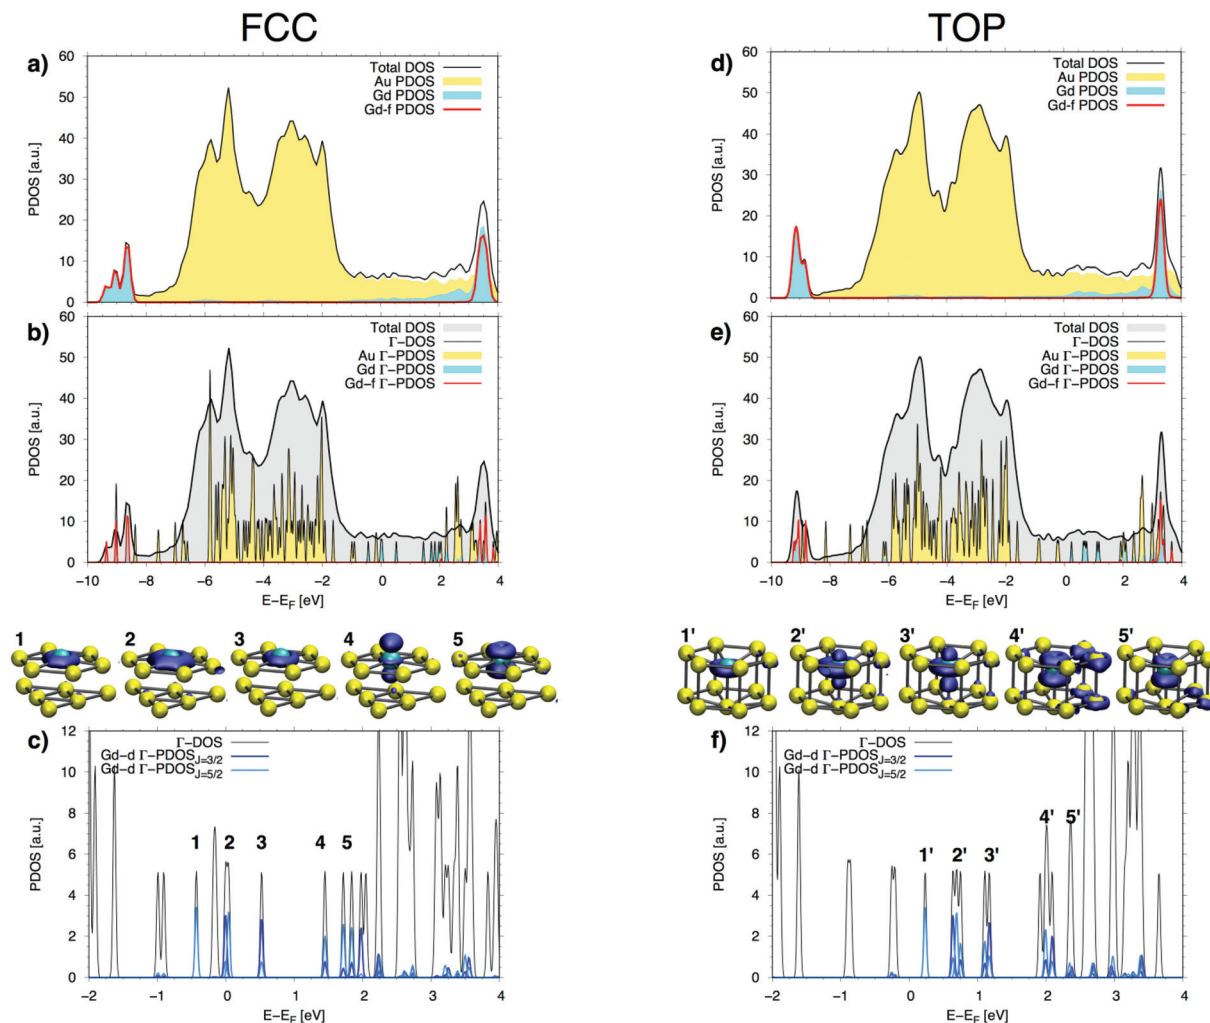 FCC
TOP
a)
Total DOS
Au PDOS
Gd PDOS
Gd-f PDOS
PDOS [a.u.]
60
50
40
30
20
10
0
d)
Total DOS
Au PDOS
Gd PDOS
Gd-f PDOS
PDOS [a.u.]
60
50
40
30
20
10
0
b)
Total DOS
Γ-DOS
Au Γ-PDOS
Gd Γ-PDOS
Gd-f Γ-PDOS
PDOS [a.u.]
60
50
40
30
20
10
0
-10 -8 -6 -4 -2 0 2 4
E-E_F [eV]
e)
Total DOS
Γ-DOS
Au Γ-PDOS
Gd Γ-PDOS
Gd-f Γ-PDOS
PDOS [a.u.]
60
50
40
30
20
10
0
-10 -8 -6 -4 -2 0 2 4
E-E_F [eV]
1 2 3 4 5
1' 2' 3' 4' 5'
c)
Γ-DOS
Gd-d Γ-PDOS_J=3/2
Gd-d Γ-PDOS_J=5/2
1 2 3 4 5
PDOS [a.u.]
12
10
8
6
4
2
0
-2 -1 0 1 2 3 4
E-E_F [eV]
f)
Γ-DOS
Gd-d Γ-PDOS_J=3/2
Gd-d Γ-PDOS_J=5/2
1' 2' 3' 4' 5'
PDOS [a.u.]
12
10
8
6
4
2
0
-2 -1 0 1 2 3 4
E-E_F [eV]